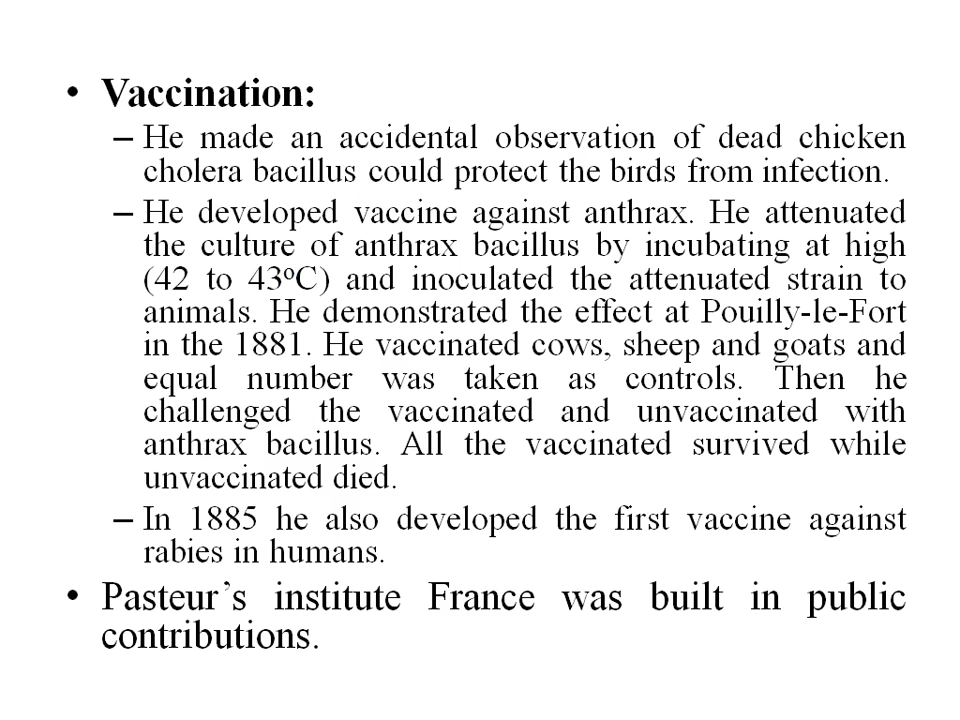 • Vaccination:
– He made an accidental observation of dead chicken
cholera bacillus could protect the birds from infection.
– He developed vaccine against anthrax. He attenuated
the culture of anthrax bacillus by incubating at high
(42 to 43ºC) and inoculated the attenuated strain to
animals. He demonstrated the effect at Pouilly-le-Fort
in the 1881. He vaccinated cows, sheep and goats and
equal number was taken as controls. Then he
challenged the vaccinated and unvaccinated with
anthrax bacillus. All the vaccinated survived while
unvaccinated died.
– In 1885 he also developed the first vaccine against
rabies in humans.
• Pasteur’s institute France was built in public
contributions.